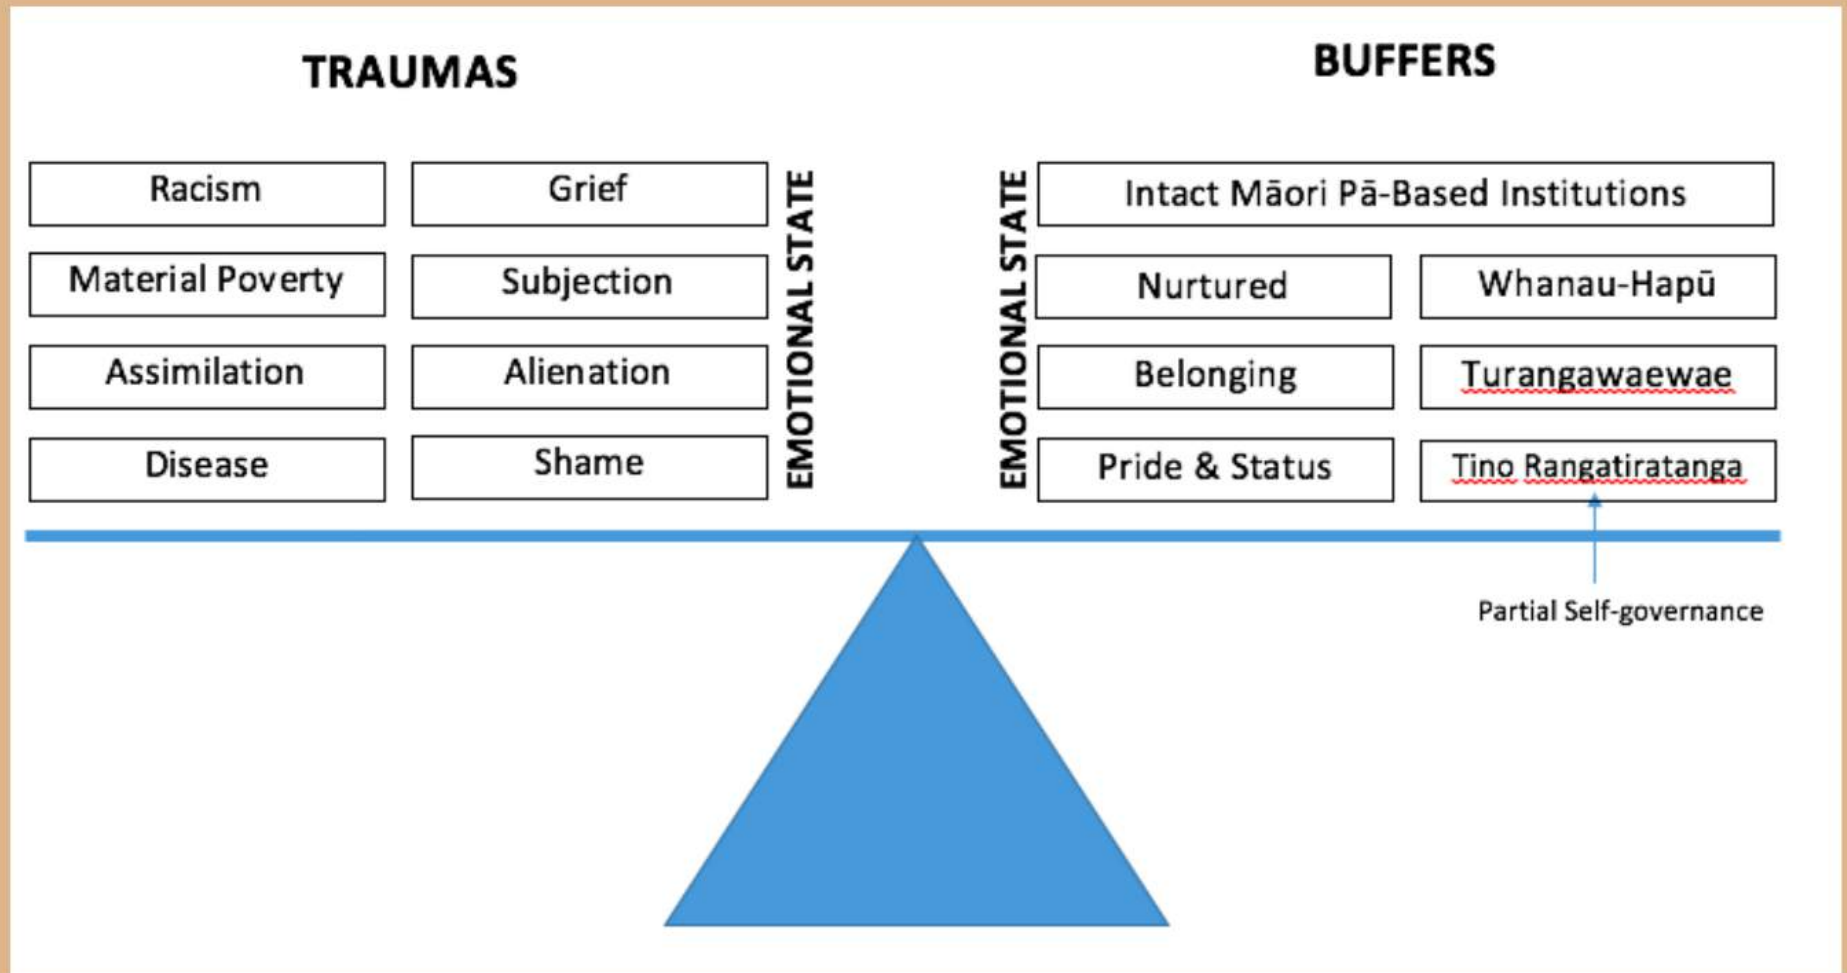 TRAUMAS
BUFFERS
Racism
Grief
Material Poverty
Subjection
Assimilation
Alienation
Disease
Shame
EMOTIONAL STATE
EMOTIONAL STATE
Intact Māori Pā-Based Institutions
Nurtured
Whanau-Hapū
Belonging
Turangawaewae
Pride & Status
Tino Rangatiratanga
Partial Self-governance